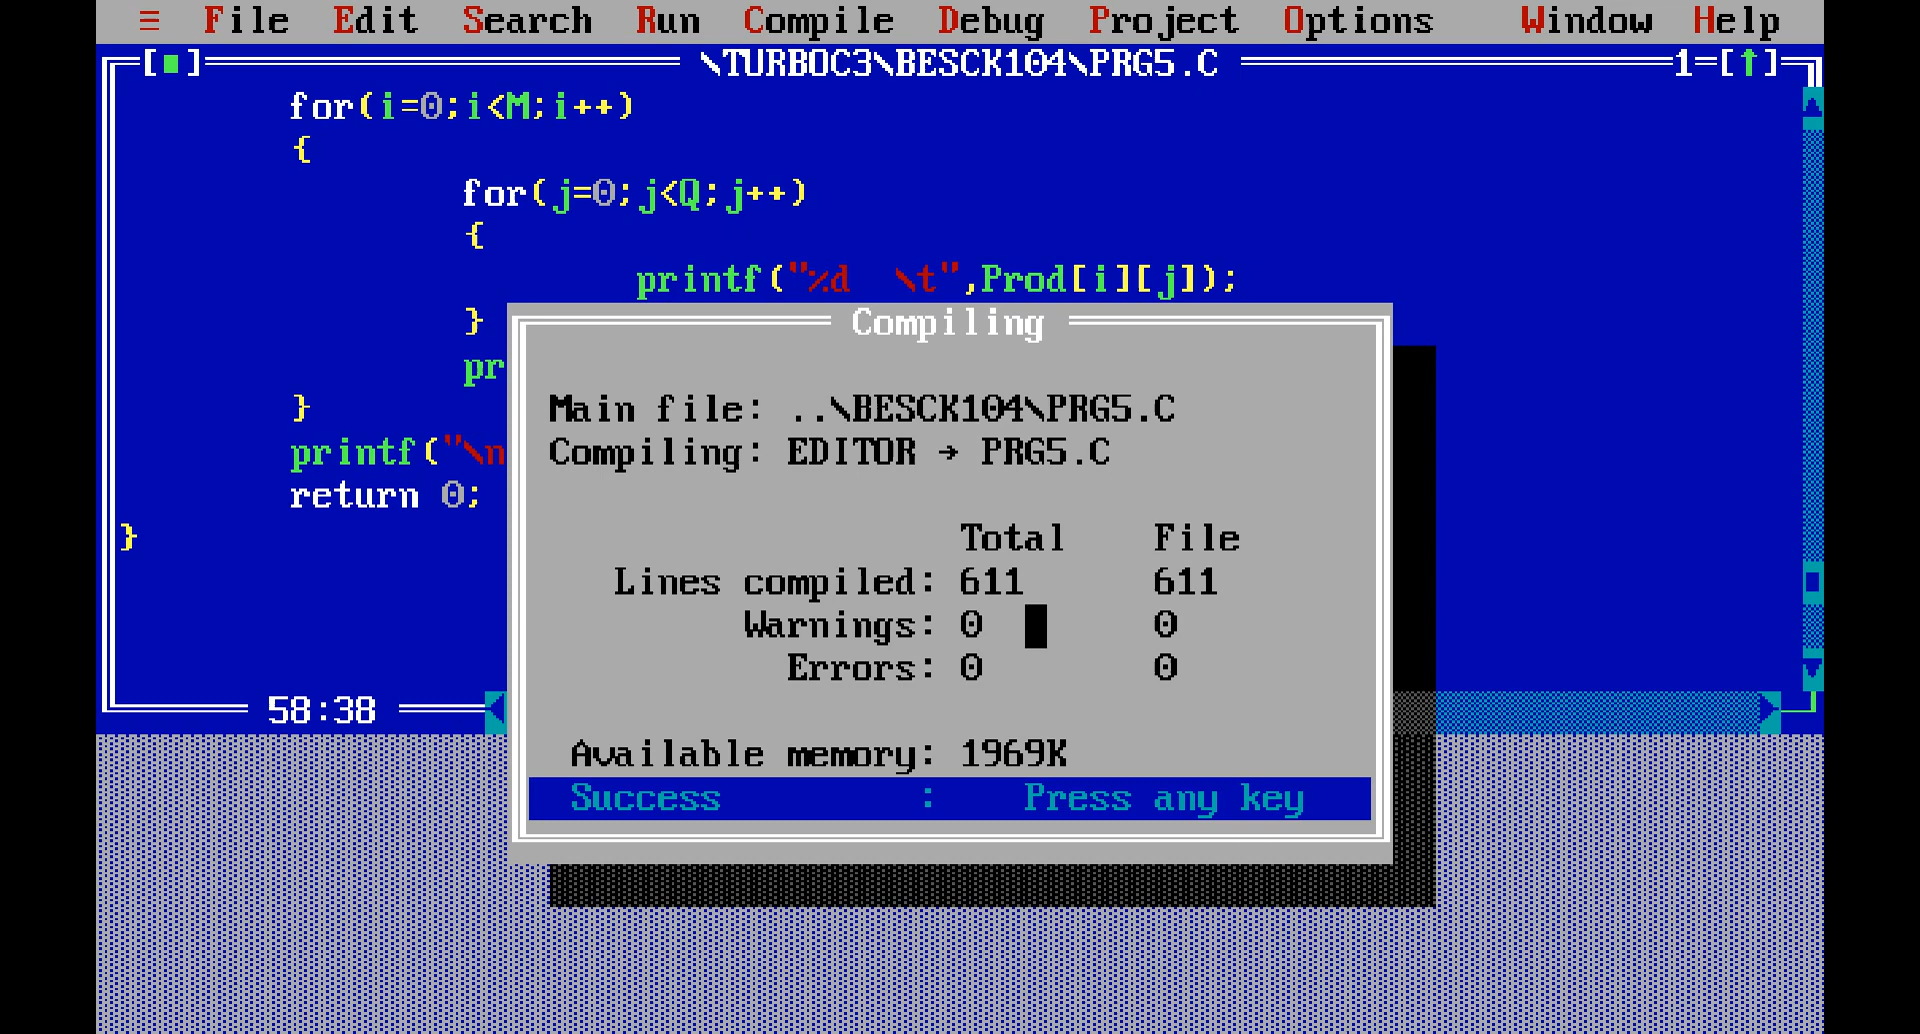 ≡ File Edit Search Run Compile Debug Project Options Window Help
[■] \TURBOC3\BESCK104\PRG5.C 1=[↑]
for(i=0;i<M;i++)
{
for(j=0;j<Q;j++)
{
printf("%d  \t",Prod[i][j]);
}
pr
}
printf("\n
return 0;
}
58:38
Compiling
Main file: ..\BESCK104\PRG5.C
Compiling: EDITOR → PRG5.C
Total File
Lines compiled: 611 611
Warnings: 0 0
Errors: 0 0
Available memory: 1969K
Success : Press any key